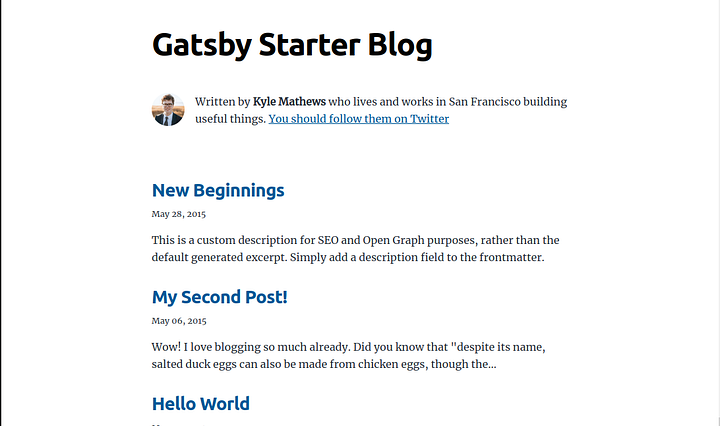 Gatsby Starter Blog
Written by Kyle Mathews who lives and works in San Francisco building
useful things. You should follow them on Twitter
New Beginnings
May 28, 2015
This is a custom description for SEO and Open Graph purposes, rather than the
default generated excerpt. Simply add a description field to the frontmatter.
My Second Post!
May 06, 2015
Wow! I love blogging so much already. Did you know that "despite its name,
salted duck eggs can also be made from chicken eggs, though the…
Hello World